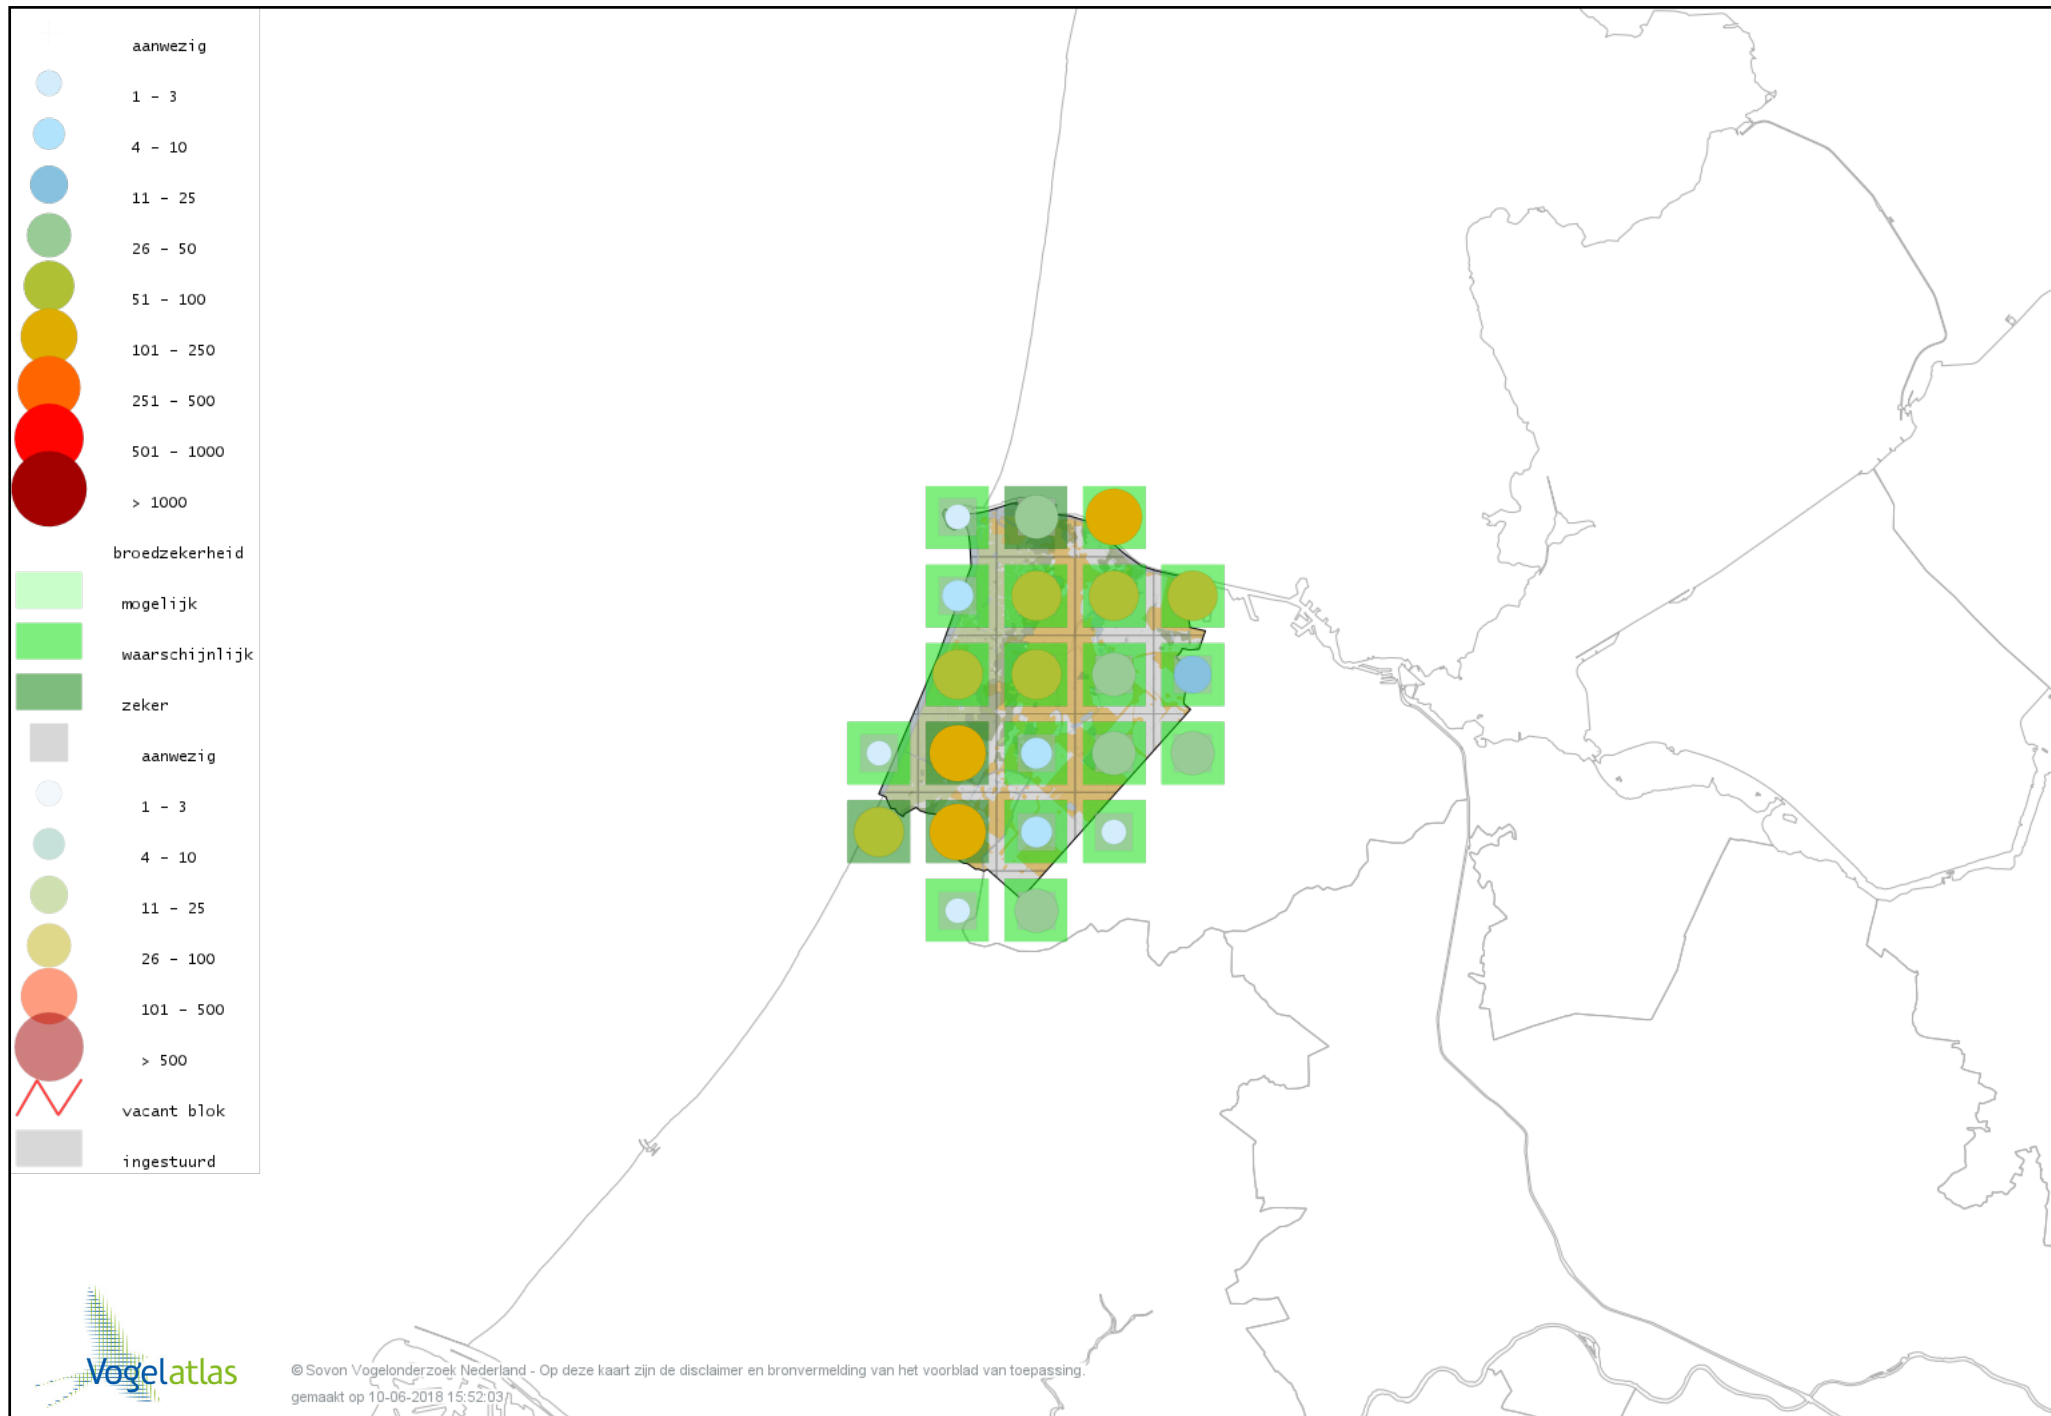 aanwezig
1 - 3
4 - 10
11 - 25
26 - 50
51 - 100
101 - 250
251 - 500
501 - 1000
> 1000
broedzekerheid
mogelijk
waarschijnlijk
zeker
aanwezig
1 - 3
4 - 10
11 - 25
26 - 100
101 - 500
> 500
vacant blok
ingestuurd
Vogelatlas
© Sovon Vogelonderzoek Nederland - Op deze kaart zijn de disclaimer en bronvermelding van het voorblad van toepassing.
gemaakt op 10-06-2018 15:52:03